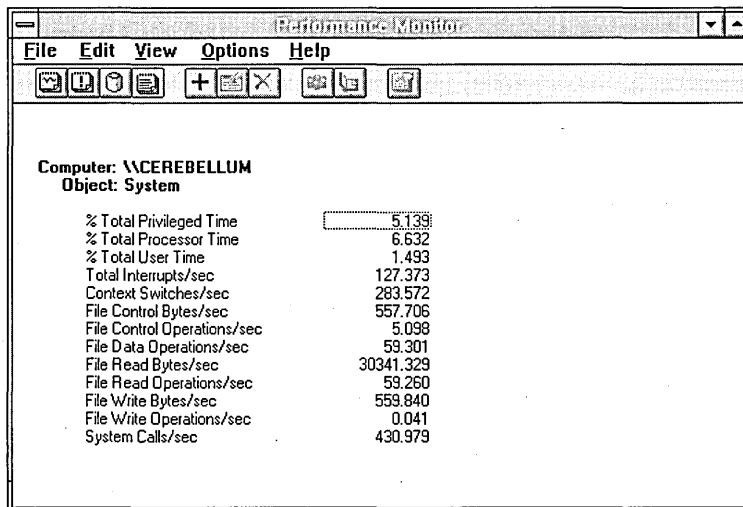 Performance Monitor
File Edit View Options Help
Computer: \\CEREBELLUM
Object: System
% Total Privileged Time 5.139
% Total Processor Time 6.632
% Total User Time 1.493
Total Interrupts/sec 127.373
Context Switches/sec 283.572
File Control Bytes/sec 557.706
File Control Operations/sec 5.098
File Data Operations/sec 59.301
File Read Bytes/sec 30341.329
File Read Operations/sec 59.260
File Write Bytes/sec 559.840
File Write Operations/sec 0.041
System Calls/sec 430.979